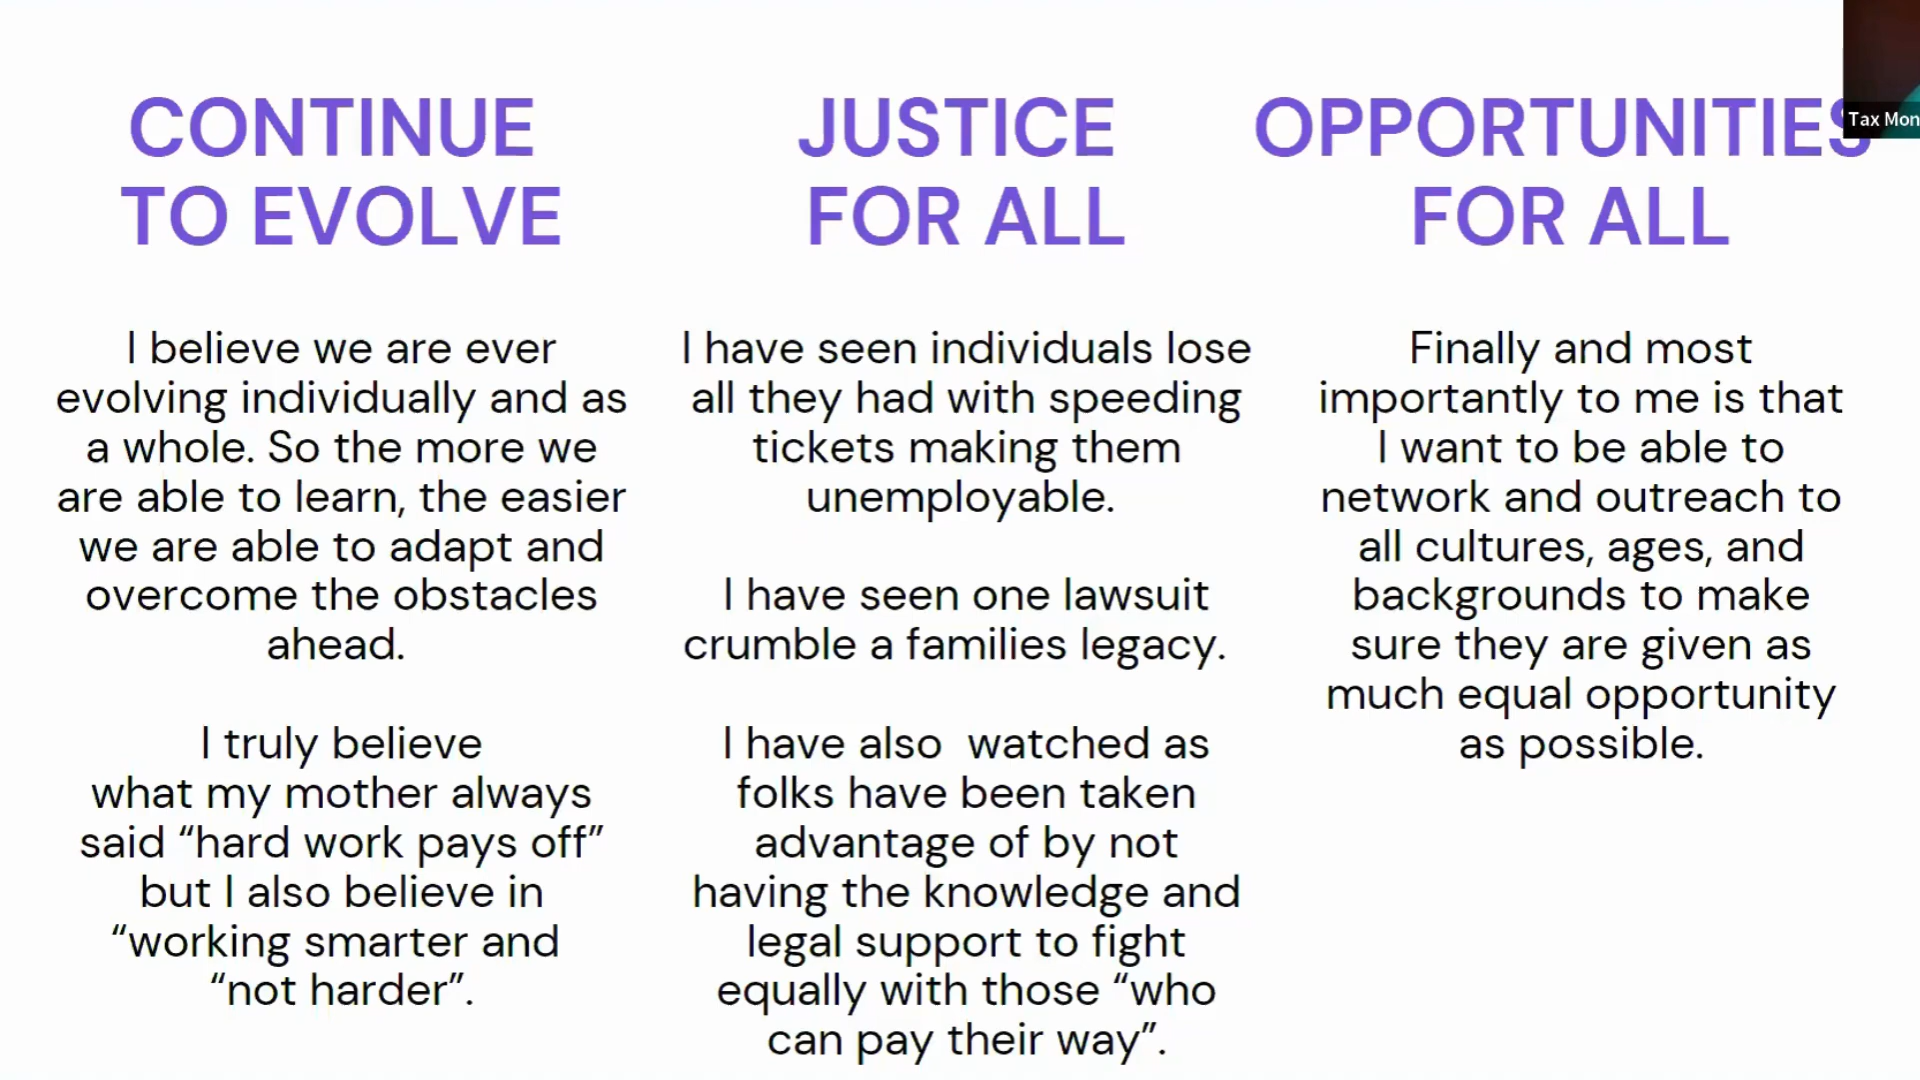 CONTINUE
TO EVOLVE
I believe we are ever
evolving individually and as
a whole. So the more we
are able to learn, the easier
we are able to adapt and
overcome the obstacles
ahead.
I truly believe
what my mother always
said “hard work pays off”
but I also believe in
“working smarter and
“not harder”.
JUSTICE
FOR ALL
I have seen individuals lose
all they had with speeding
tickets making them
unemployable.
I have seen one lawsuit
crumble a families legacy.
I have also  watched as
folks have been taken
advantage of by not
having the knowledge and
legal support to fight
equally with those “who
can pay their way”.
OPPORTUNITIES
FOR ALL
Finally and most
importantly to me is that
I want to be able to
network and outreach to
all cultures, ages, and
backgrounds to make
sure they are given as
much equal opportunity
as possible.
Tax Mon